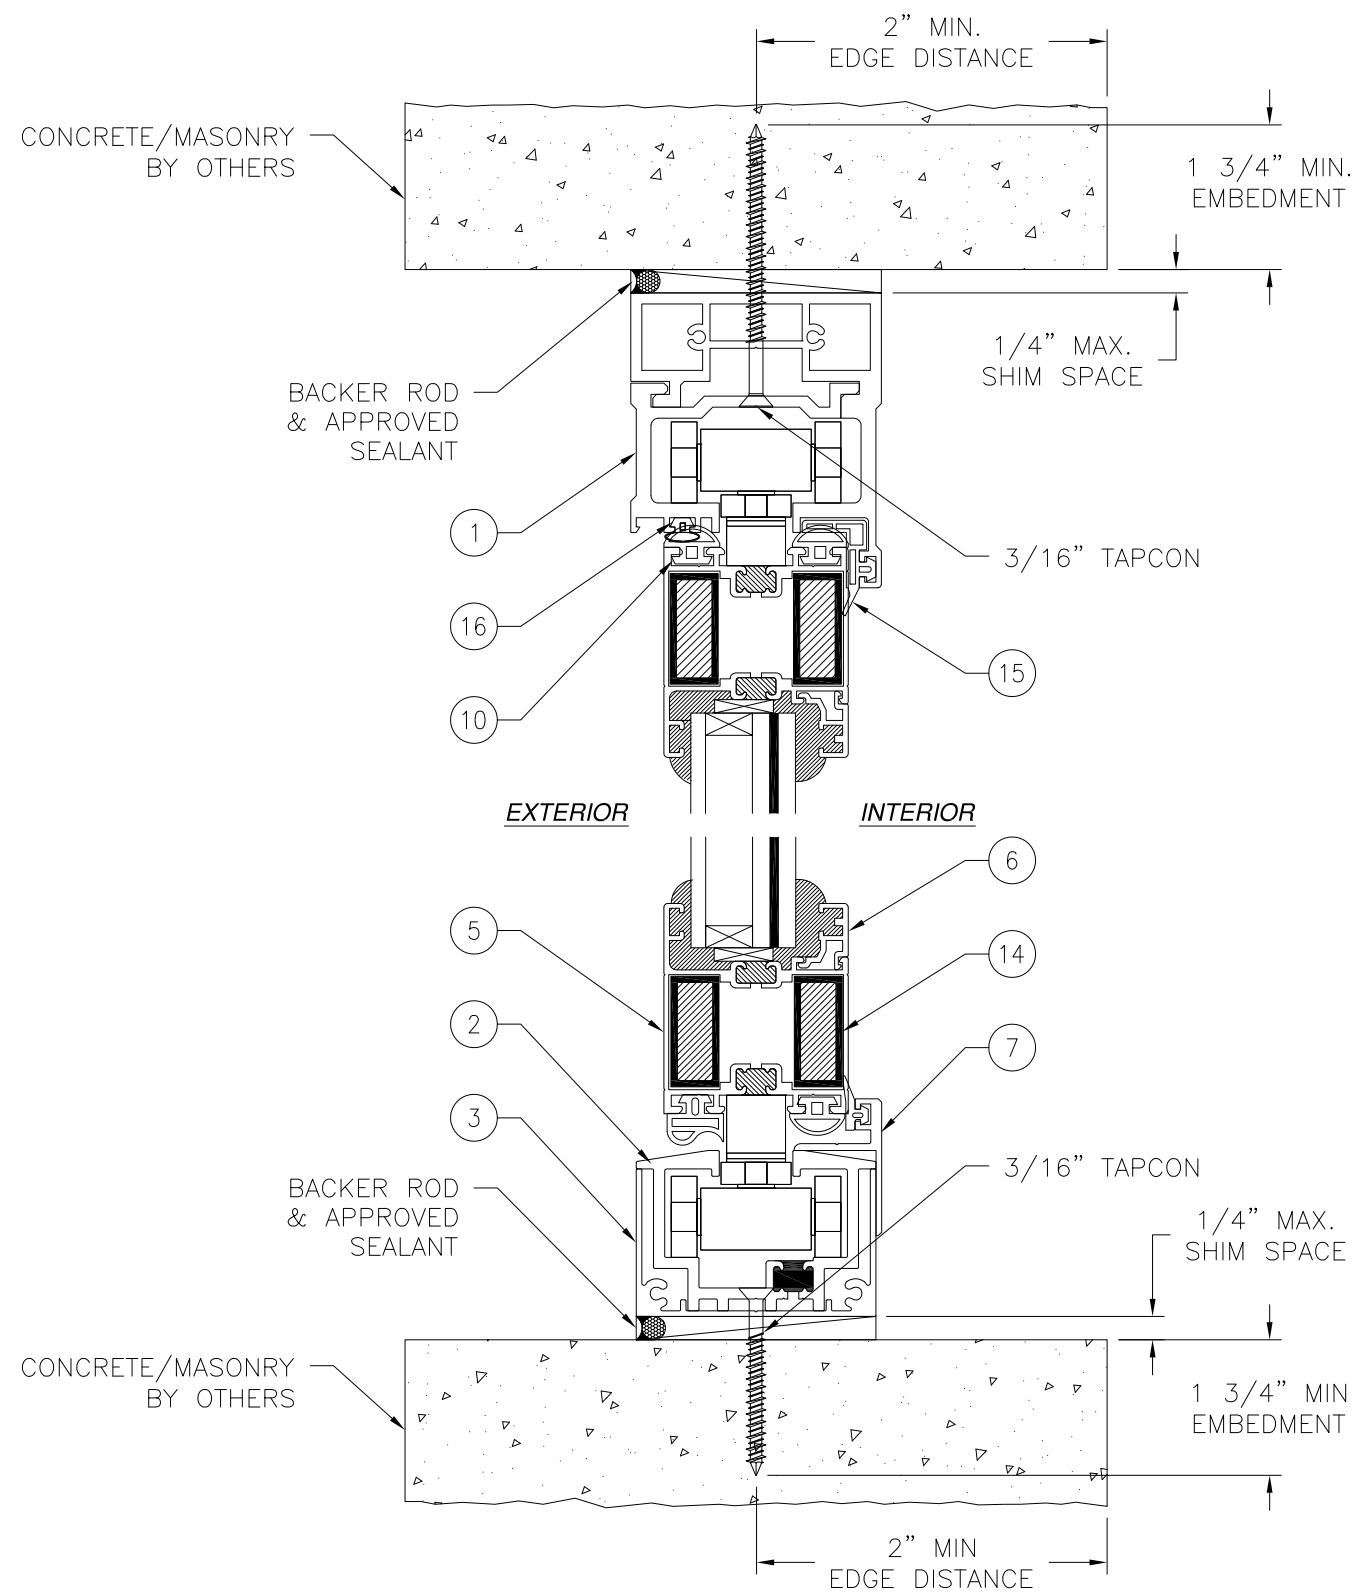 2” MIN.
EDGE DISTANCE
CONCRETE/MASONRY
BY OTHERS
1 3/4” MIN.
EMBEDMENT
1/4” MAX.
SHIM SPACE
BACKER ROD
& APPROVED
SEALANT
1
3/16” TAPCON
16
15
10
EXTERIOR
INTERIOR
6
5
14
2
7
3
3/16” TAPCON
BACKER ROD
& APPROVED
SEALANT
1/4” MAX.
SHIM SPACE
CONCRETE/MASONRY
BY OTHERS
1 3/4” MIN
EMBEDMENT
2” MIN
EDGE DISTANCE